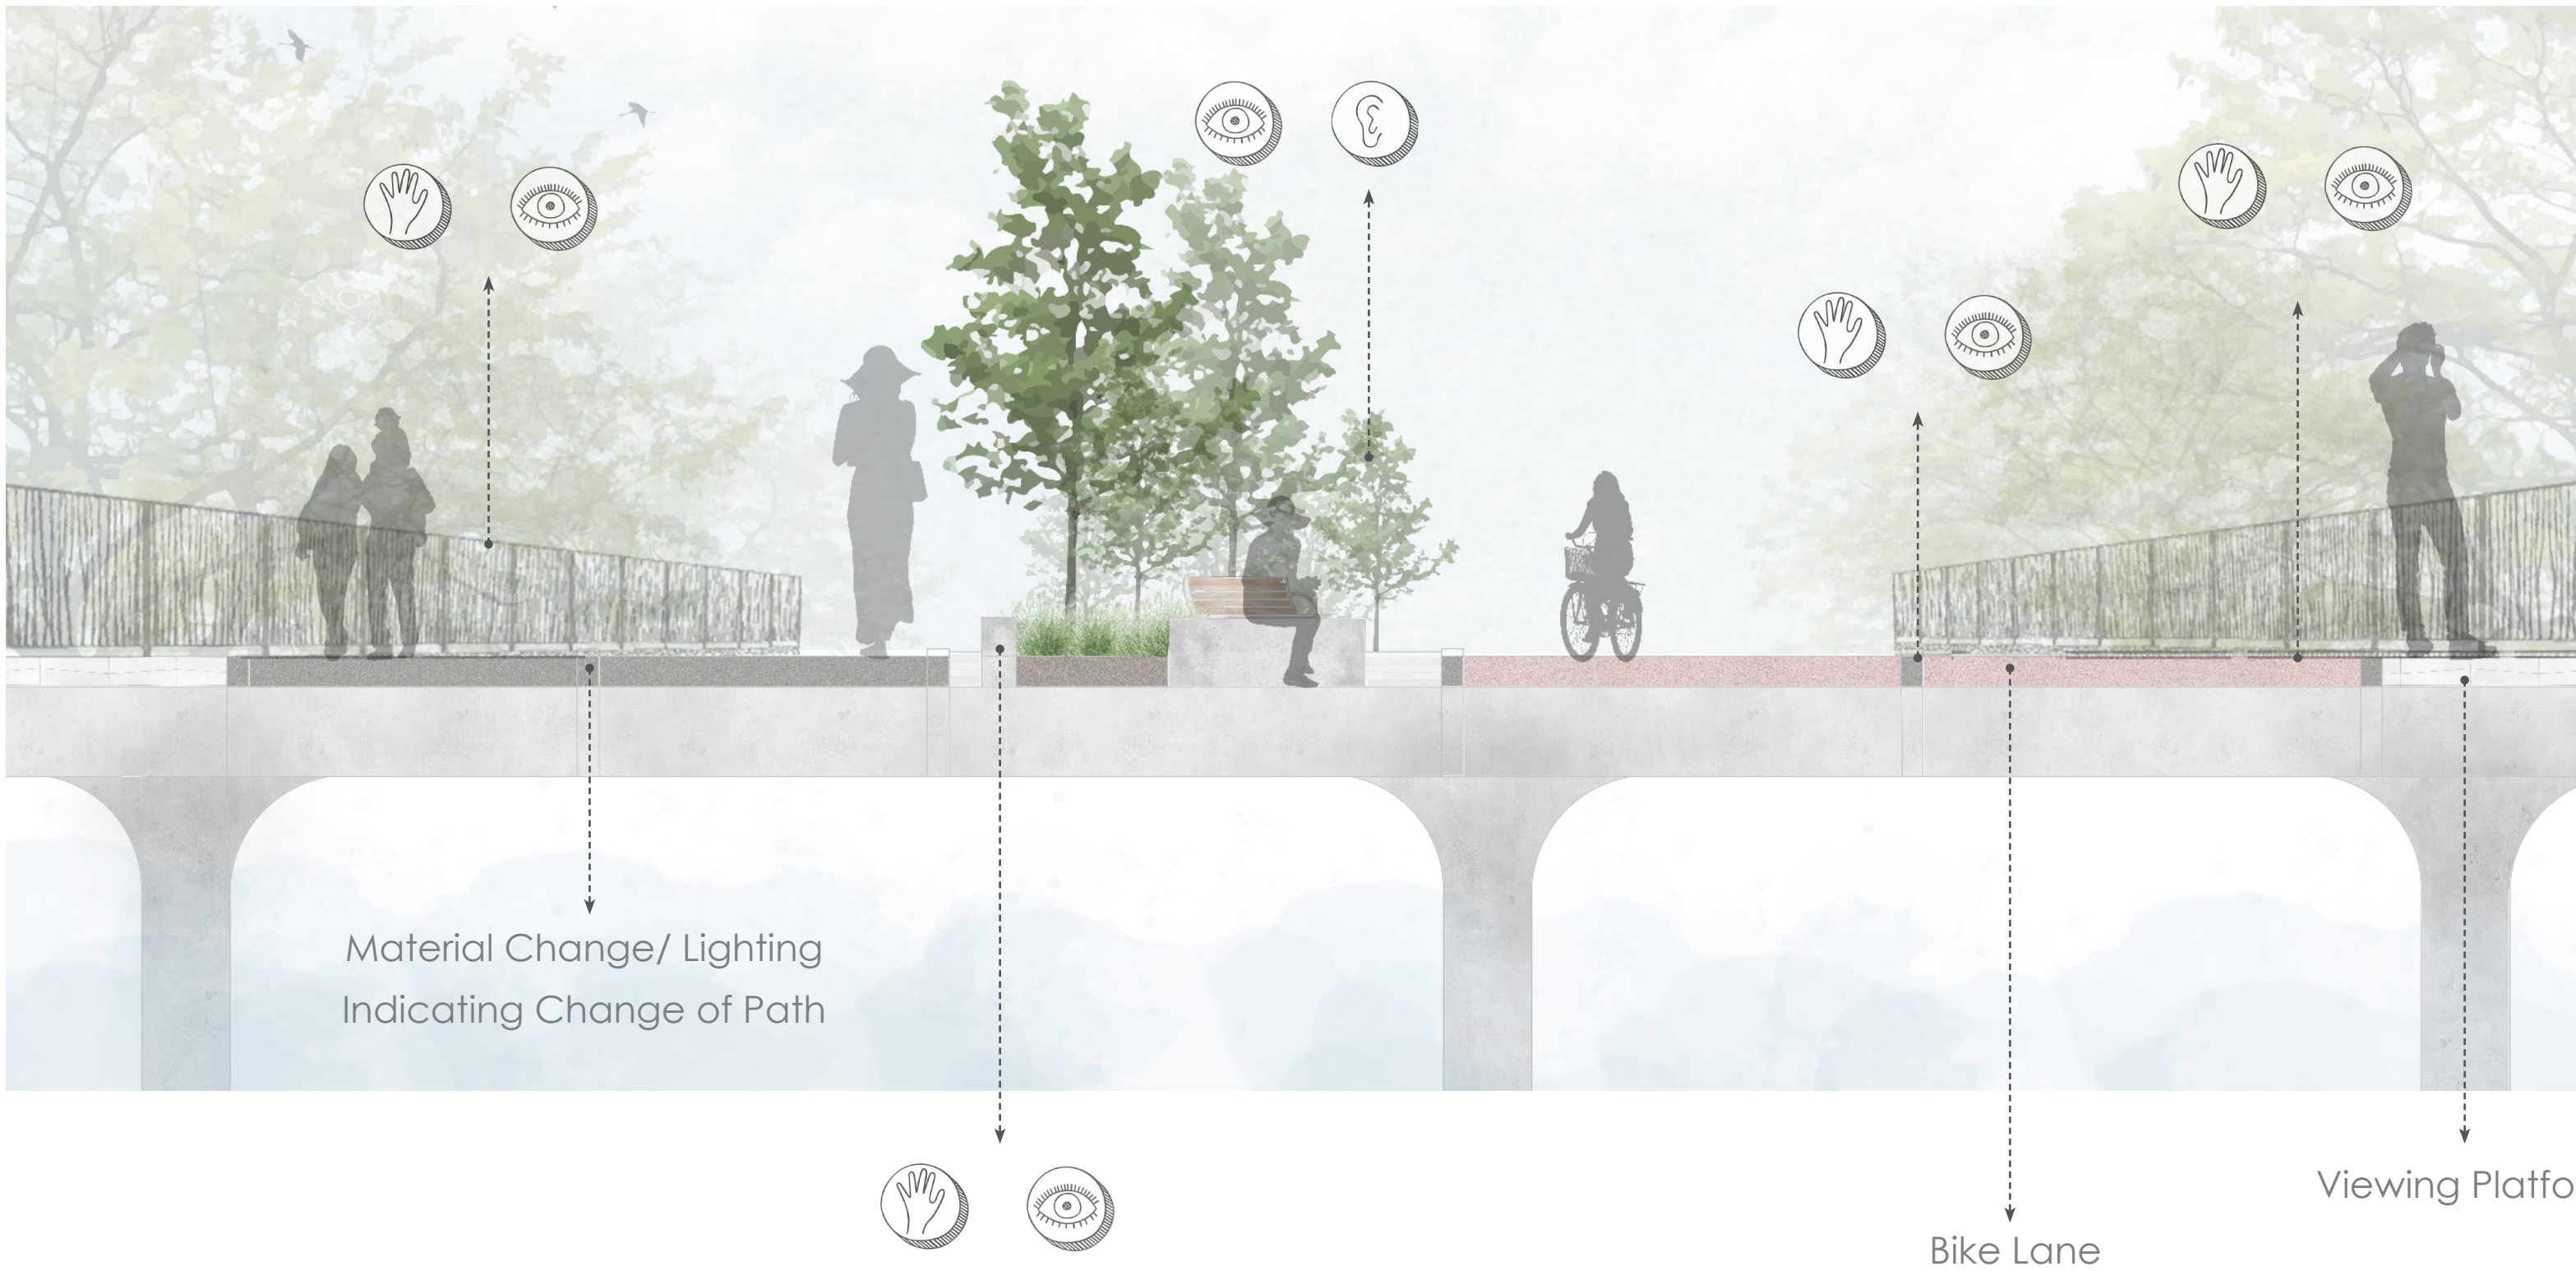 Material Change/ Lighting
Indicating Change of Path
Viewing Platfo
Bike Lane